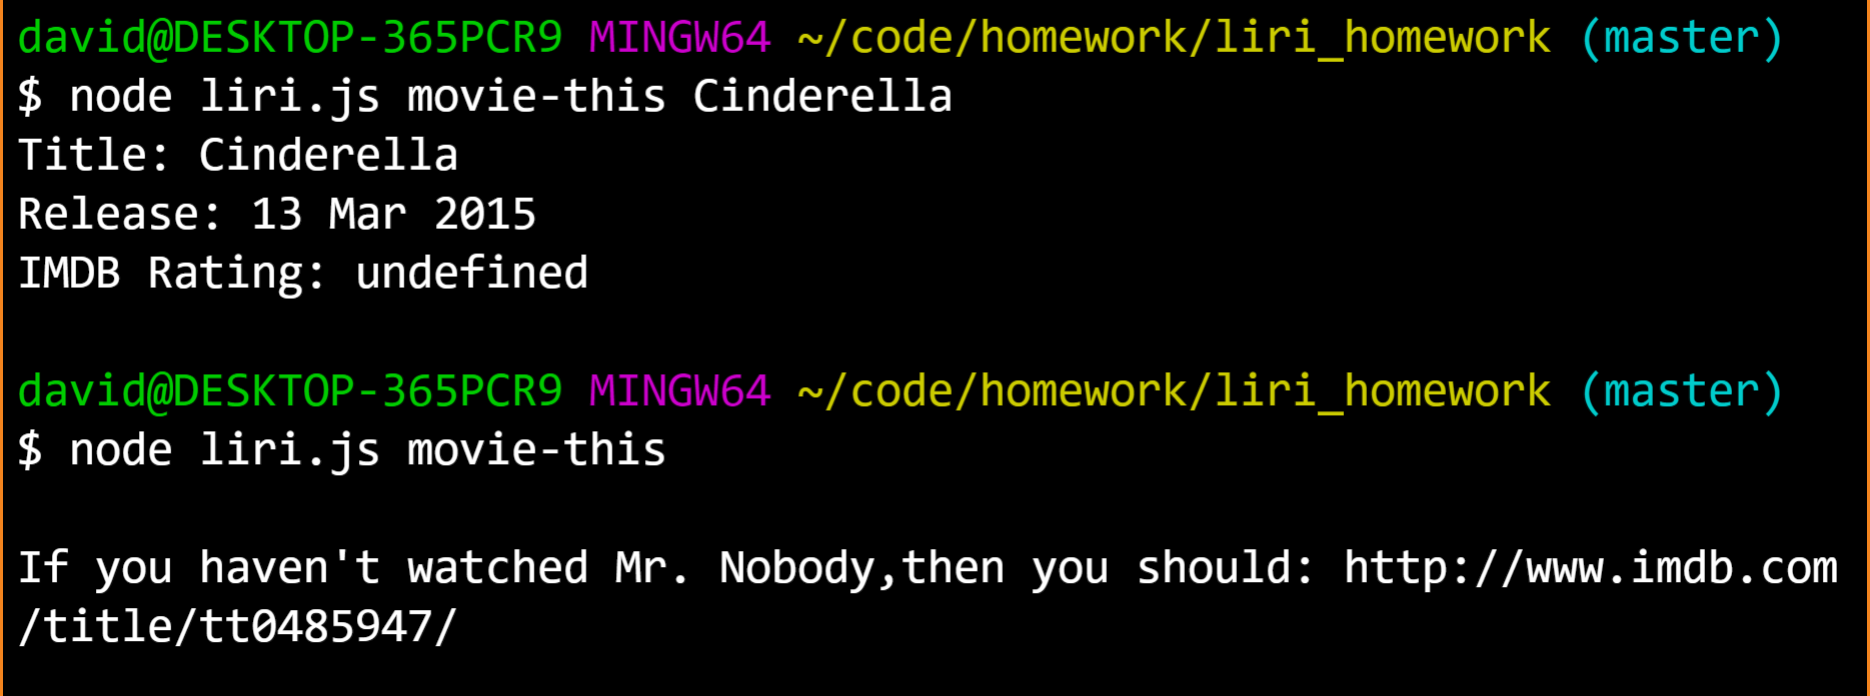 david@DESKTOP-365PCR9 MINGW64 ~/code/homework/liri_homework (master)
$ node liri.js movie-this Cinderella
Title: Cinderella
Release: 13 Mar 2015
IMDB Rating: undefined
david@DESKTOP-365PCR9 MINGW64 ~/code/homework/liri_homework (master)
$ node liri.js movie-this
If you haven't watched Mr. Nobody,then you should: http://www.imdb.com
/title/tt0485947/